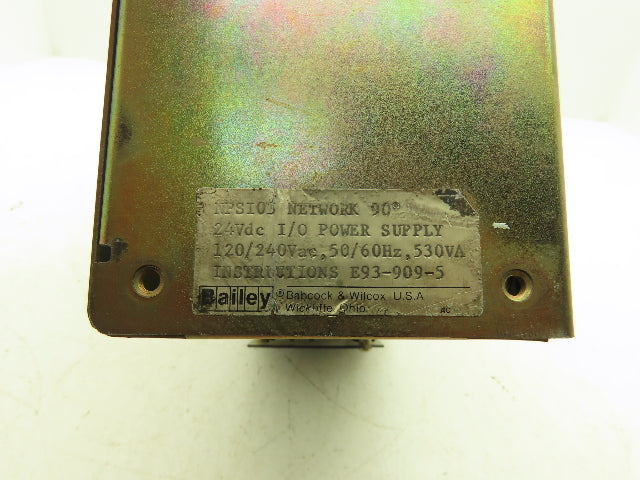 NPSI03 NETWORK 90®
24Vdc I/O POWER SUPPLY
120/240Vac,50/60Hz,530VA
INSTRUCTIONS E93-909-5
Bailey ® Babcock & Wilcox U.S.A
Wickliffe Ohio